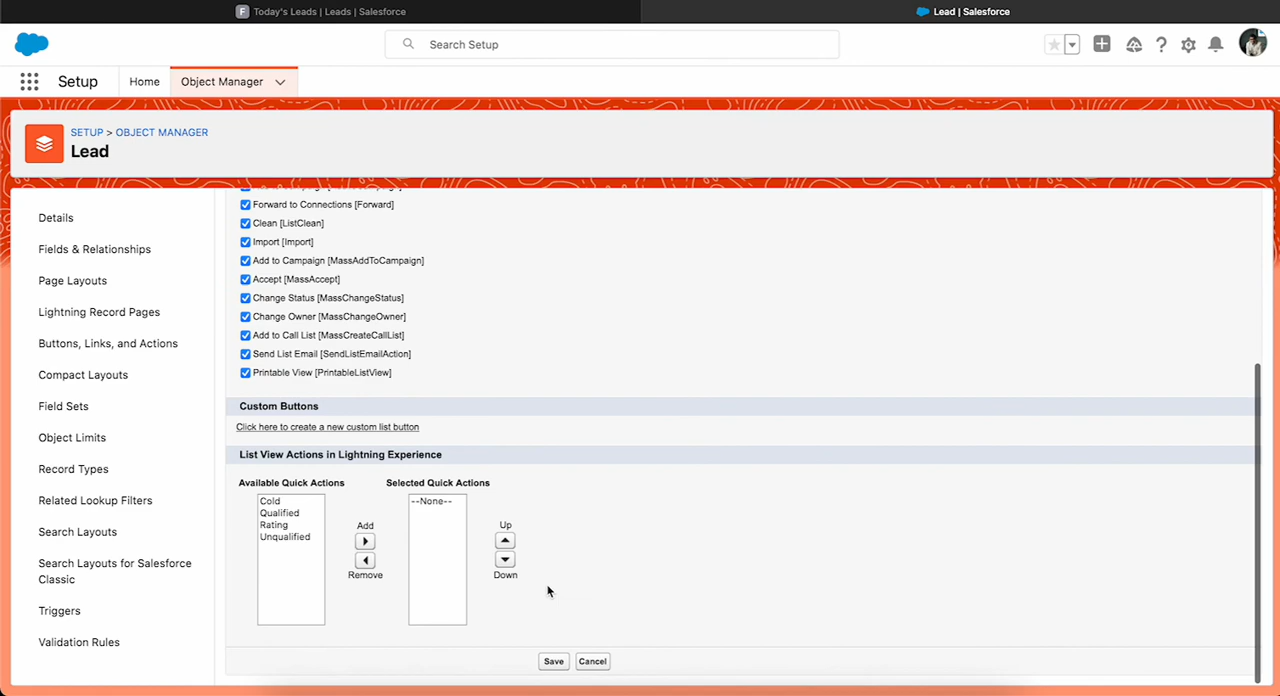 F Today's Leads | Leads | Salesforce
Lead | Salesforce
Search Setup
Setup
Home
Object Manager
SETUP > OBJECT MANAGER
Lead
Details
Fields & Relationships
Page Layouts
Lightning Record Pages
Buttons, Links, and Actions
Compact Layouts
Field Sets
Object Limits
Record Types
Related Lookup Filters
Search Layouts
Search Layouts for Salesforce
Classic
Triggers
Validation Rules
Forward to Connections [Forward]
Clean [ListClean]
Import [Import]
Add to Campaign [MassAddToCampaign]
Accept [MassAccept]
Change Status [MassChangeStatus]
Change Owner [MassChangeOwner]
Add to Call List [MassCreateCallList]
Send List Email [SendListEmailAction]
Printable View [PrintableListView]
Custom Buttons
Click here to create a new custom list button
List View Actions in Lightning Experience
Available Quick Actions
Selected Quick Actions
Cold
Qualified
Rating
Unqualified
Add
Remove
--None--
Up
Down
Save
Cancel